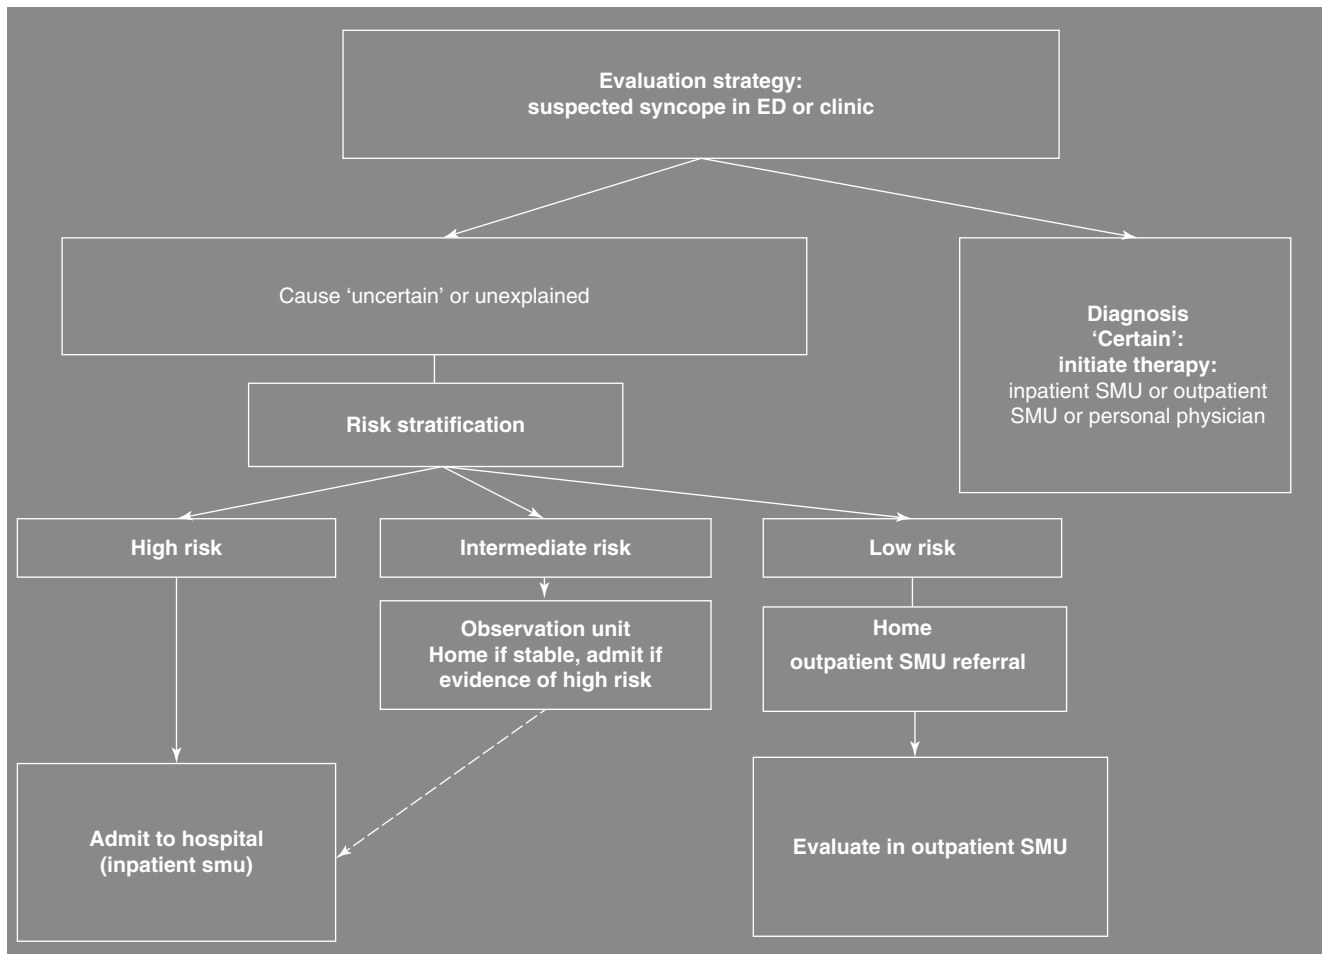 Evaluation strategy:
suspected syncope in ED or clinic
Cause ‘uncertain’ or unexplained
Diagnosis
‘Certain’:
initiate therapy:
inpatient SMU or outpatient
SMU or personal physician
Risk stratification
High risk
Intermediate risk
Low risk
Observation unit
Home if stable, admit if
evidence of high risk
Home
outpatient SMU referral
Admit to hospital
(inpatient smu)
Evaluate in outpatient SMU